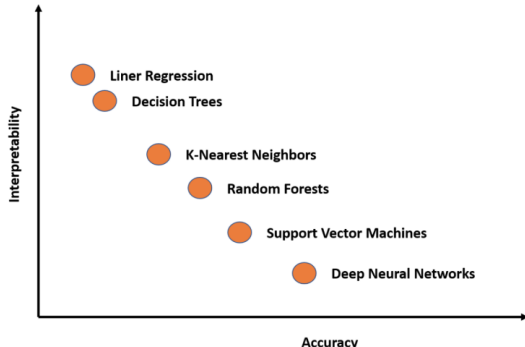 Liner Regression
Decision Trees
K-Nearest Neighbors
Random Forests
Support Vector Machines
Deep Neural Networks
Interpretability
Accuracy